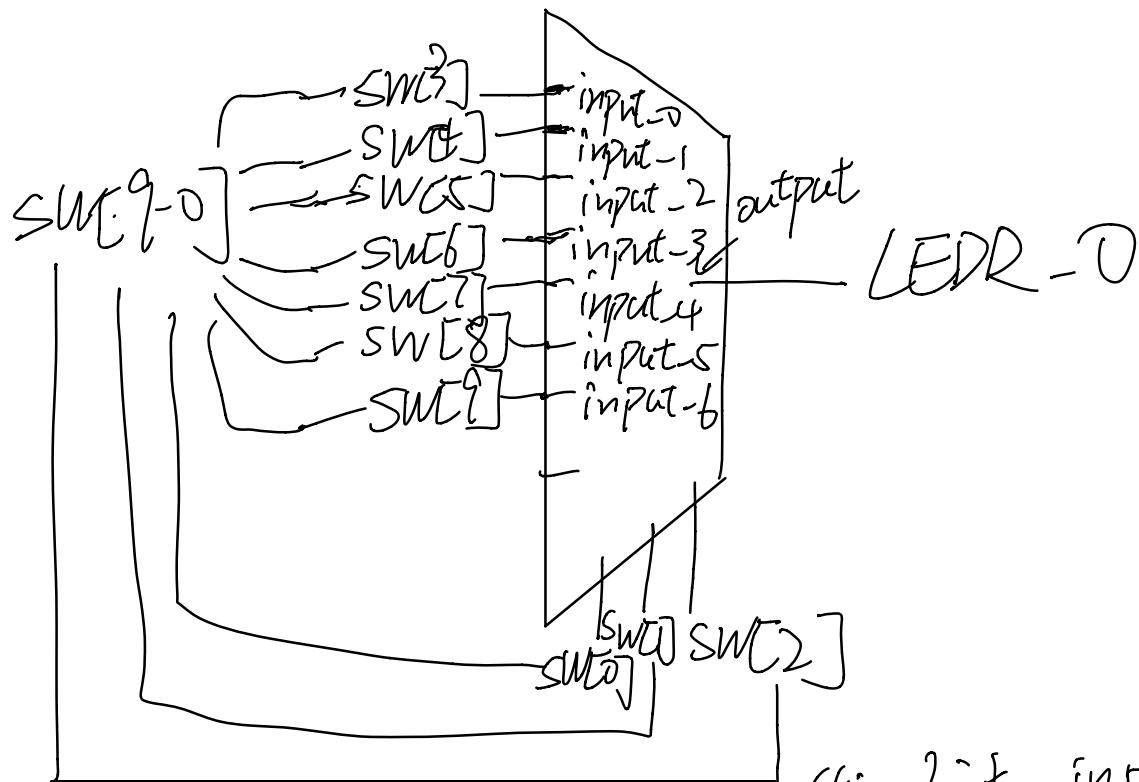 SW[3]
input_0
SW[4]
input_1
SW[9-0]
SW[5]
input_2
output
SW[6]
input_3
LEDR_0
SW[7]
input_4
SW[8]
input_5
SW[9]
input_6
SW[0]
SW[1]
SW[2]